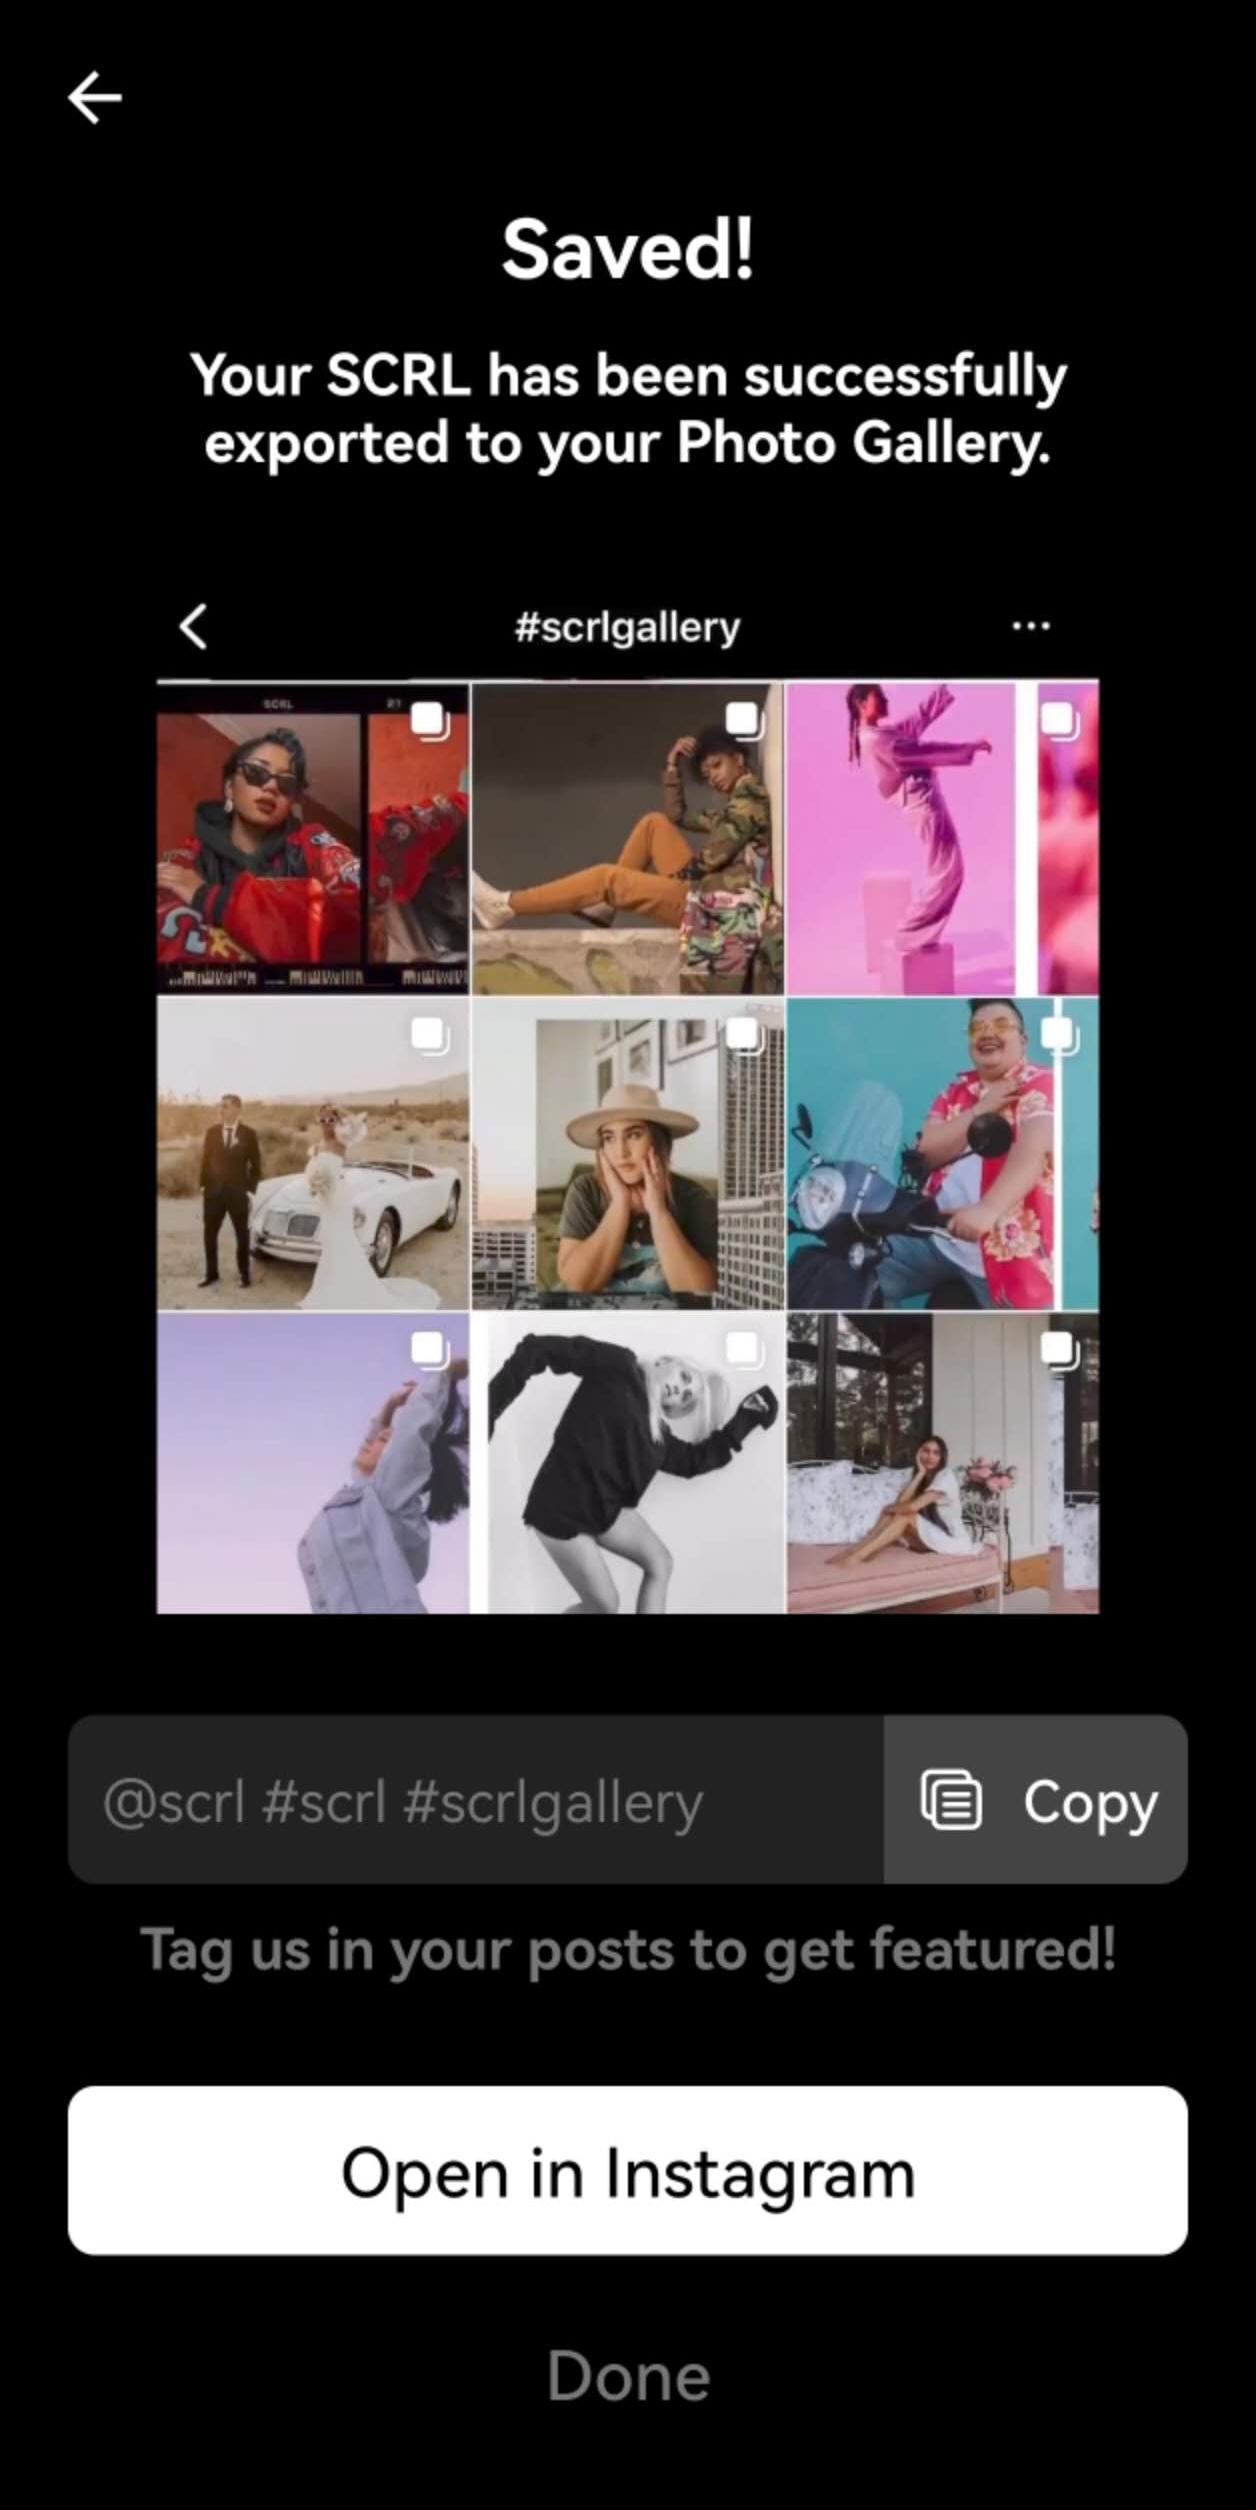 Saved!
Your SCRL has been successfully
exported to your Photo Gallery.
#scrlgallery
SCRL
@scrl #scrl #scrlgallery
Copy
Tag us in your posts to get featured!
Open in Instagram
Done